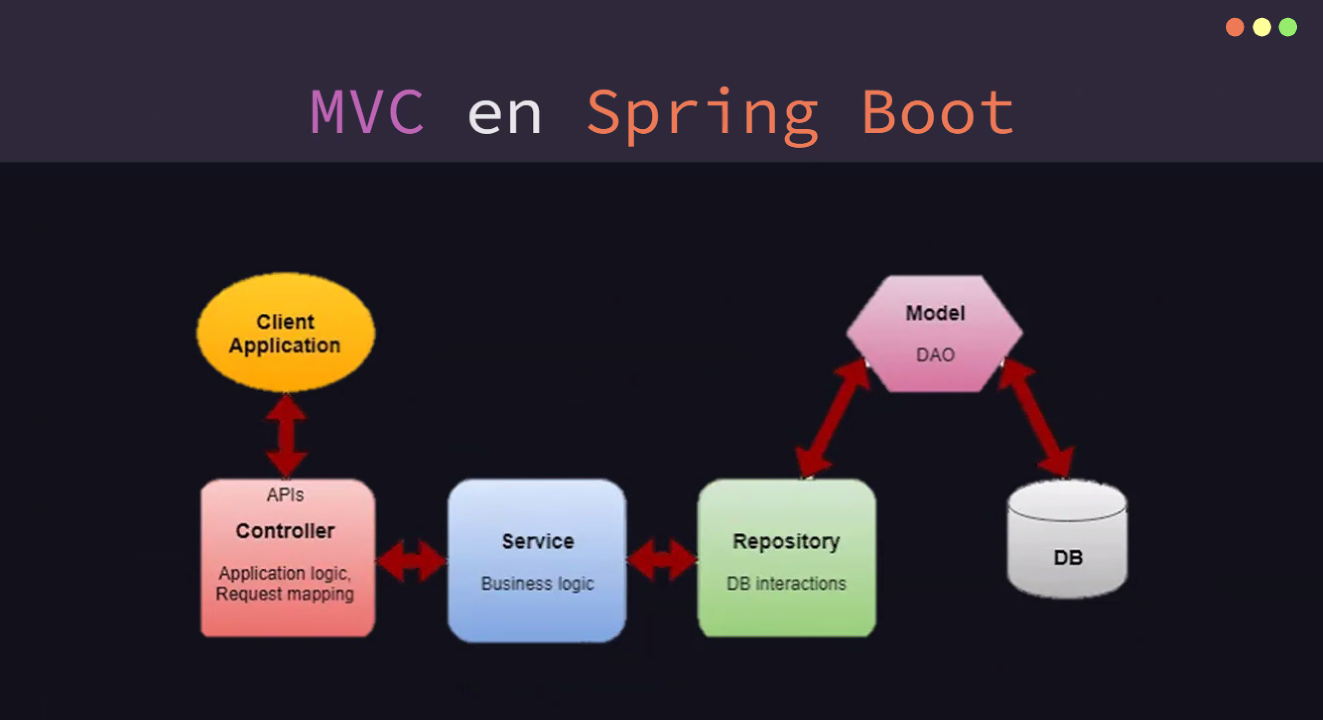 MVC en Spring Boot
Client
Application
Model
DAO
APIs
Controller
Application logic,
Request mapping
Service
Business logic
Repository
DB interactions
DB